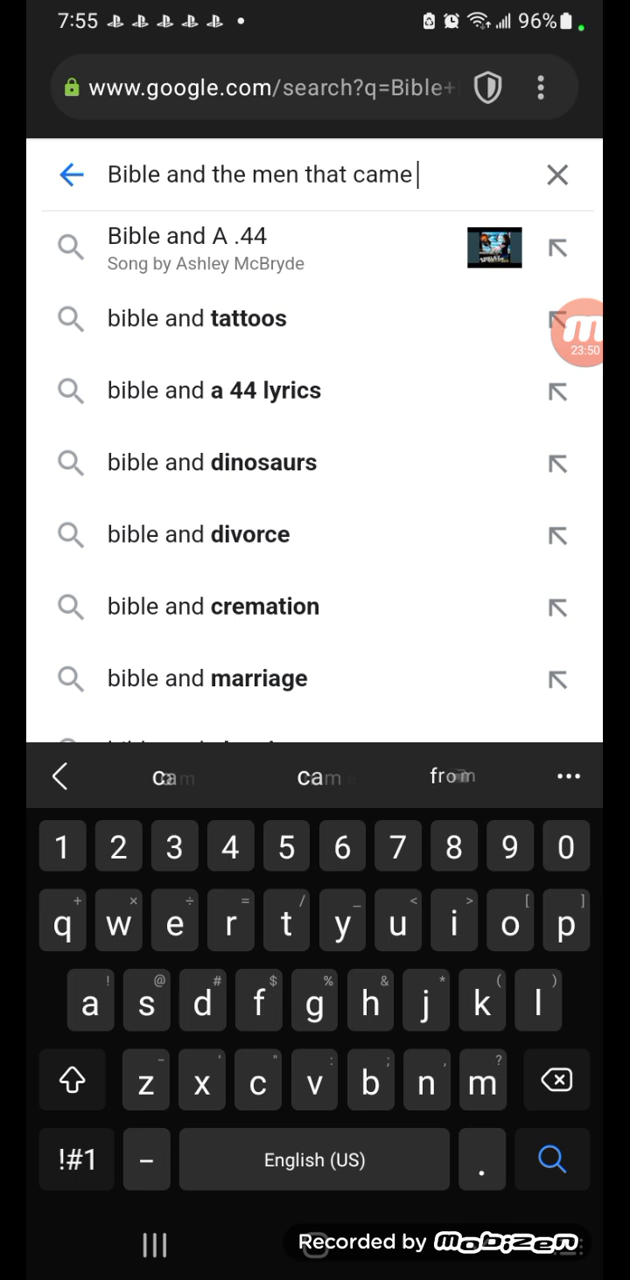 7:55 96%
www.google.com/search?q=Bible+
Bible and the men that came
Bible and A .44
Song by Ashley McBryde
bible and tattoos
23:50
bible and a 44 lyrics
bible and dinosaurs
bible and divorce
bible and cremation
bible and marriage
from
1 2 3 4 5 6 7 8 9 0
+ × ÷ = / _ < > [ ]
q w e r t y u i o p
! @ # $ % & * ( )
a s d f g h j k l
- ' " : ; , ?
z x c v b n m
!#1 – English (US) .
Recorded by mobizen